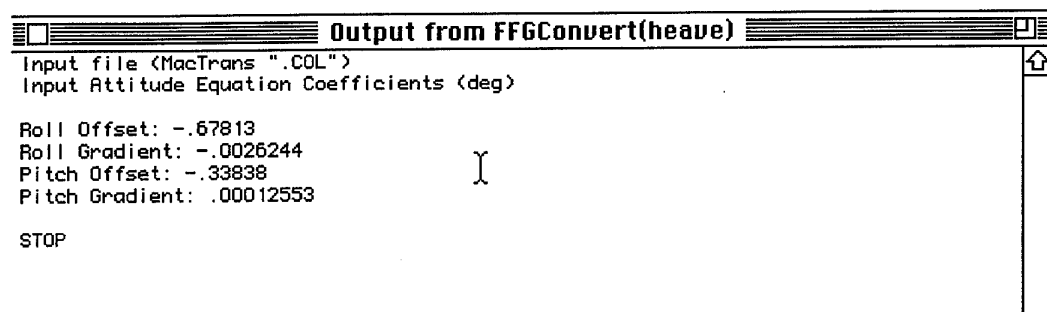 Output from FFGConvert(heave)
Input file (MacTrans ".COL")
Input Attitude Equation Coefficients (deg)
Roll Offset: -.67813
Roll Gradient: -.0026244
Pitch Offset: -.33838
Pitch Gradient: .00012553
STOP